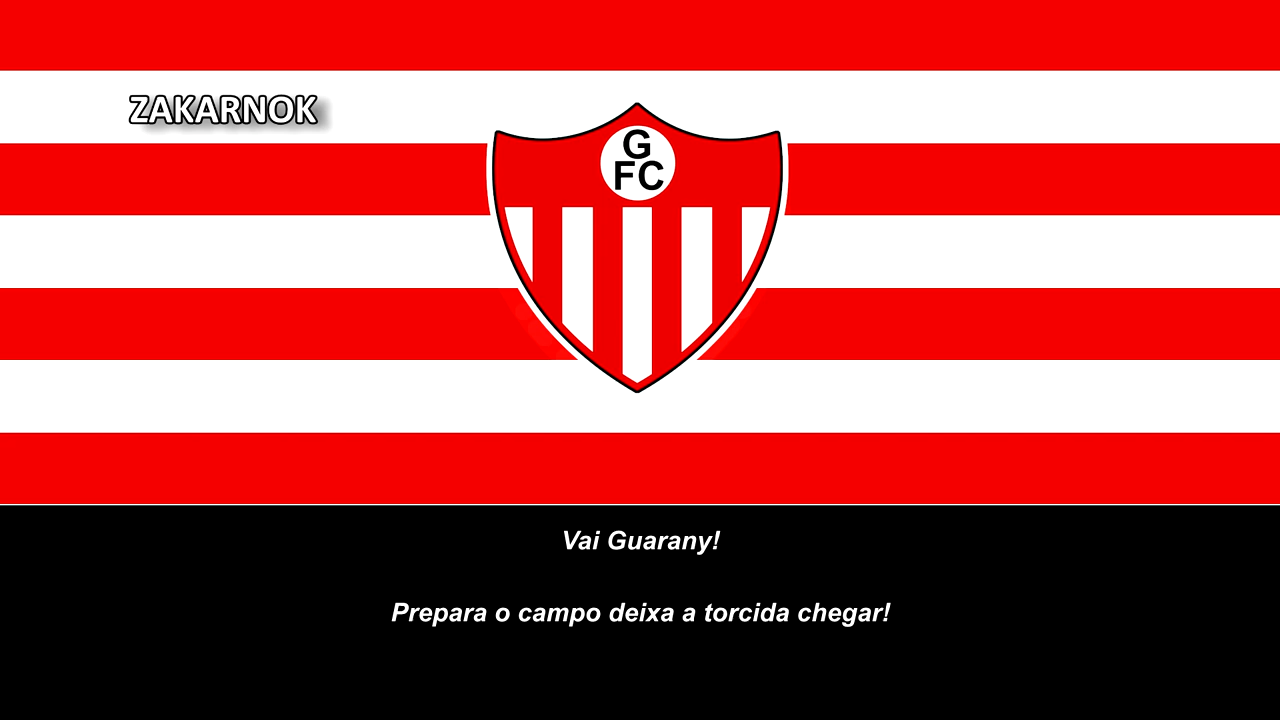 ZAKARNOK
G
FC
Vai Guarany!
Prepara o campo deixa a torcida chegar!